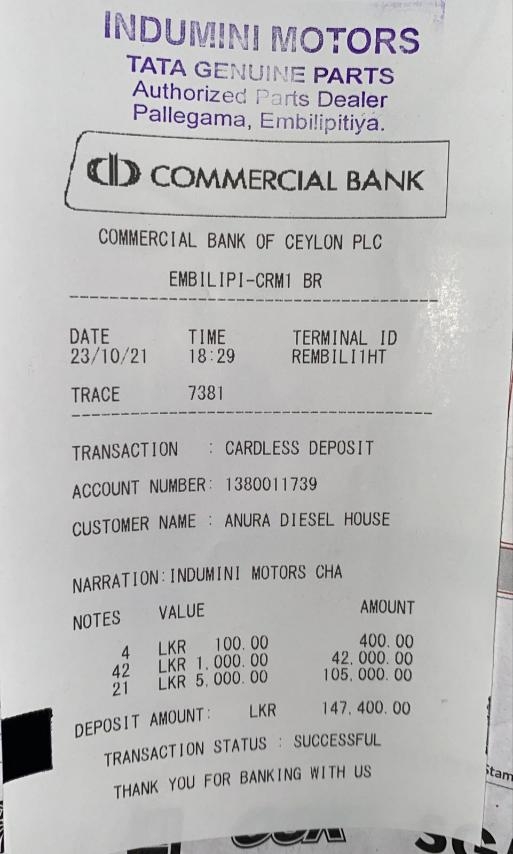 INDUMINI MOTORS
TATA GENUINE PARTS
Authorized Parts Dealer
Pallegama, Embilipitiya.
COMMERCIAL BANK
COMMERCIAL BANK OF CEYLON PLC
EMBILIPI-CRM1 BR
DATE TIME TERMINAL ID
23/10/21 18:29 REMBILI1HT
TRACE 7381
TRANSACTION : CARDLESS DEPOSIT
ACCOUNT NUMBER: 1380011739
CUSTOMER NAME : ANURA DIESEL HOUSE
NARRATION:INDUMINI MOTORS CHA
NOTES VALUE AMOUNT
4 LKR 100.00 400.00
42 LKR 1,000.00 42,000.00
21 LKR 5,000.00 105,000.00
DEPOSIT AMOUNT: LKR 147,400.00
TRANSACTION STATUS : SUCCESSFUL
THANK YOU FOR BANKING WITH US